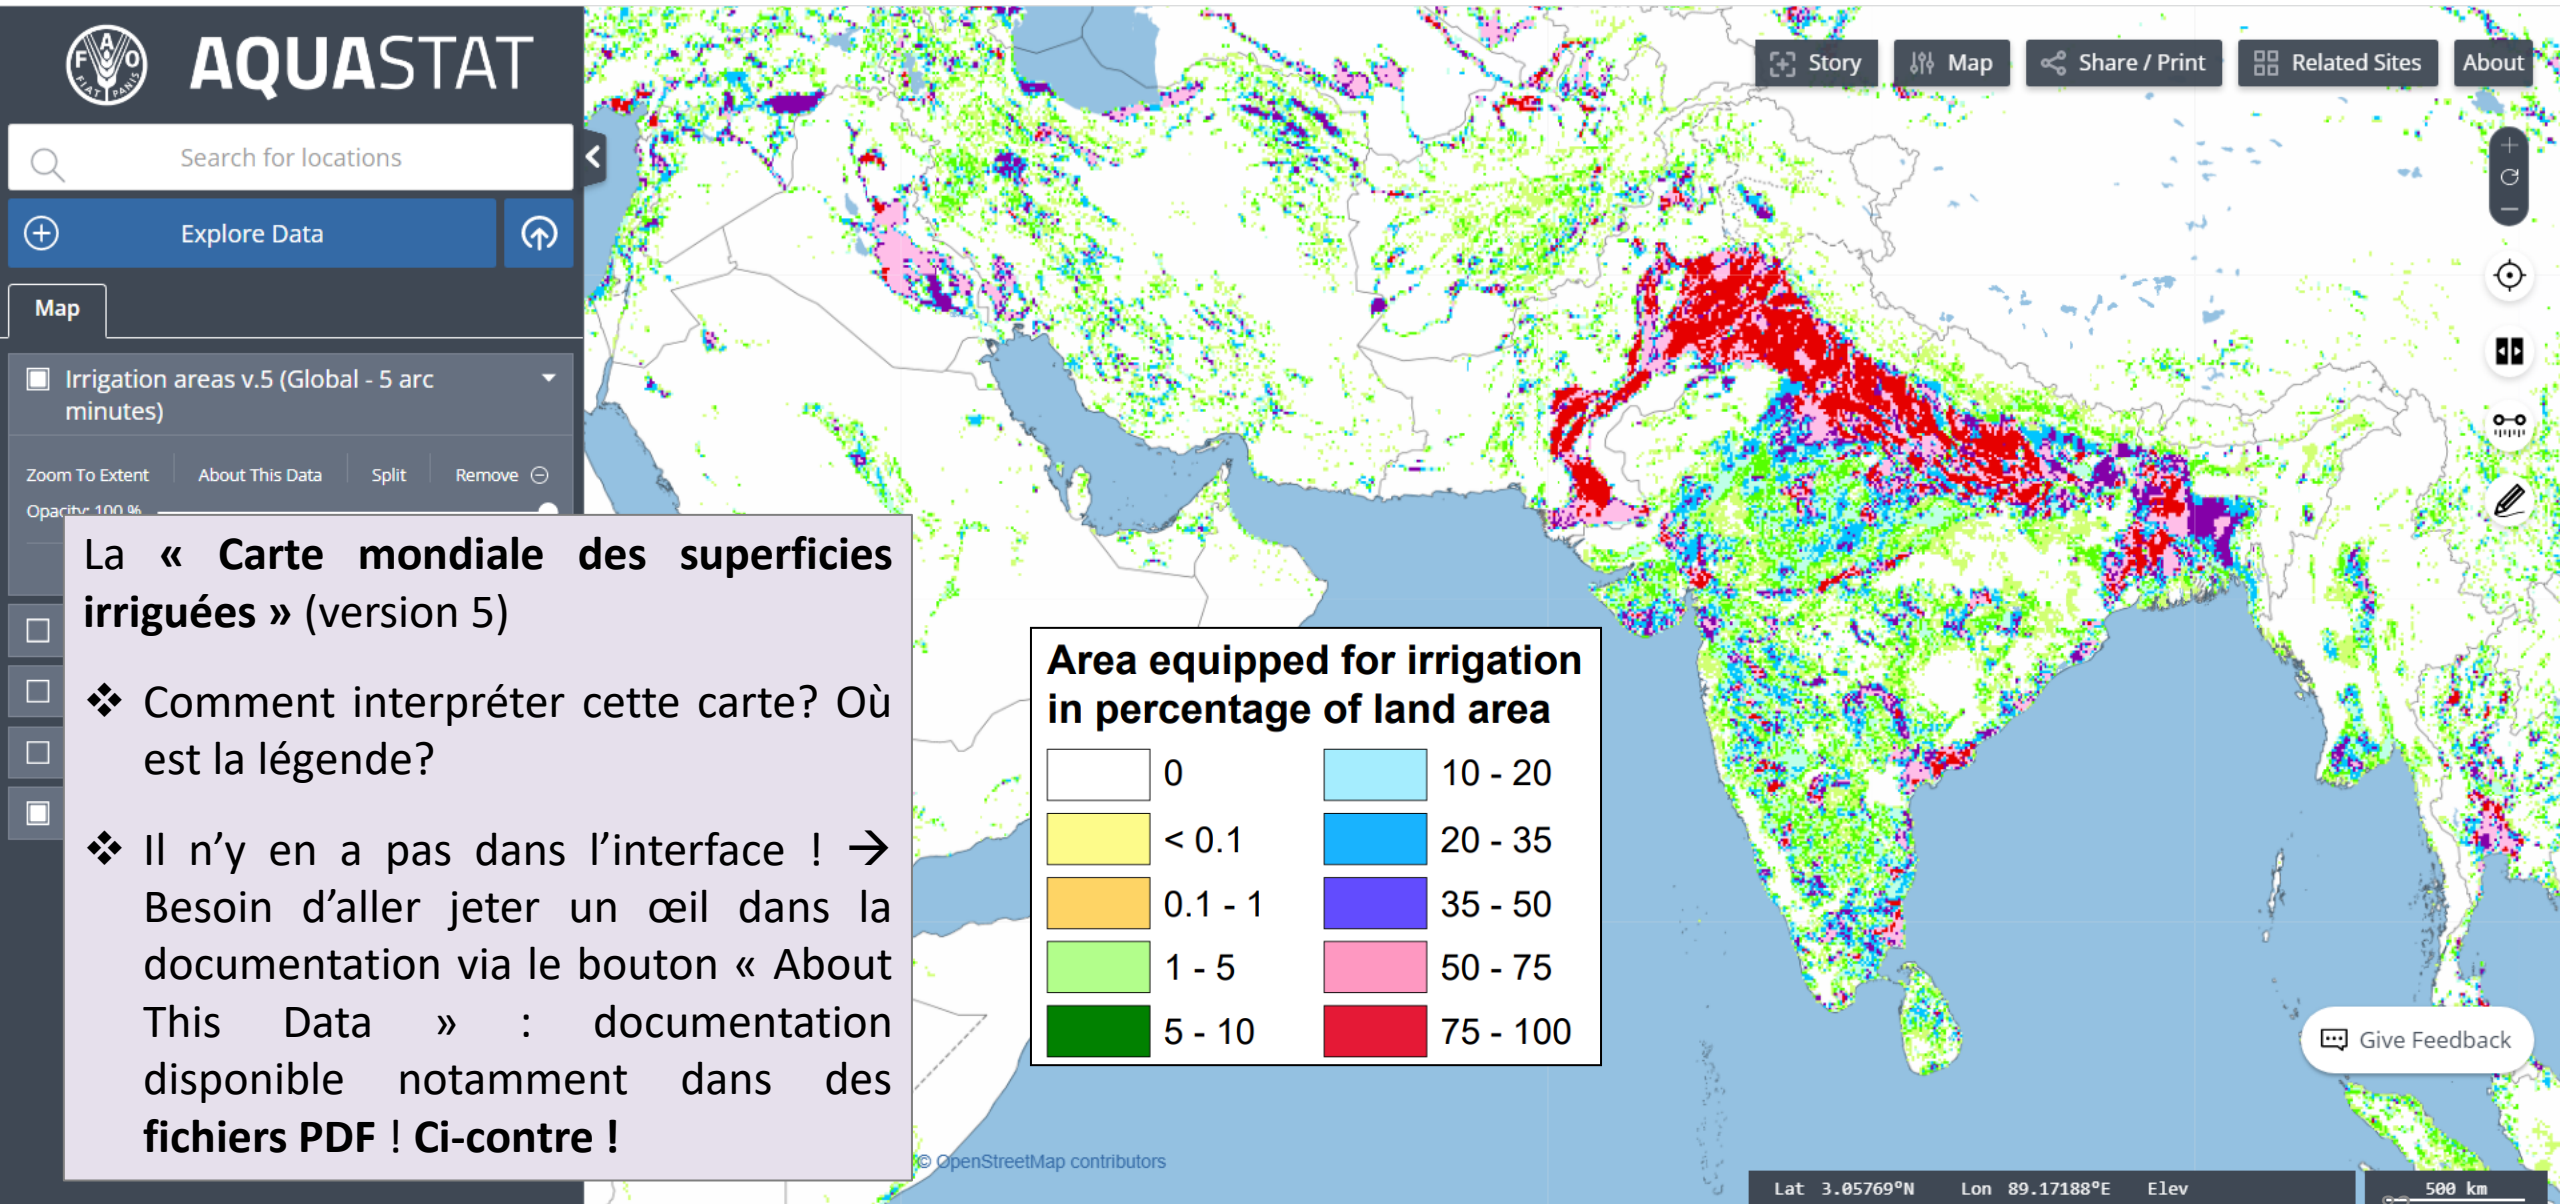 AQUASTAT
FAO
FIAT PANIS
Search for locations
Explore Data
Map
Irrigation areas v.5 (Global - 5 arc
minutes)
Zoom To Extent
About This Data
Split
Remove
Opacity: 100 %
La « Carte mondiale des superficies
irriguées » (version 5)
❖ Comment interpréter cette carte? Où
est la légende?
❖ Il n’y en a pas dans l’interface ! →
Besoin d’aller jeter un œil dans la
documentation via le bouton « About
This Data » : documentation
disponible notamment dans des
fichiers PDF ! Ci-contre !
Story
Map
Share / Print
Related Sites
About
Area equipped for irrigation
in percentage of land area
0
< 0.1
0.1 - 1
1 - 5
5 - 10
10 - 20
20 - 35
35 - 50
50 - 75
75 - 100
Give Feedback
© OpenStreetMap contributors
Lat 3.05769°N Lon 89.17188°E Elev
500 km